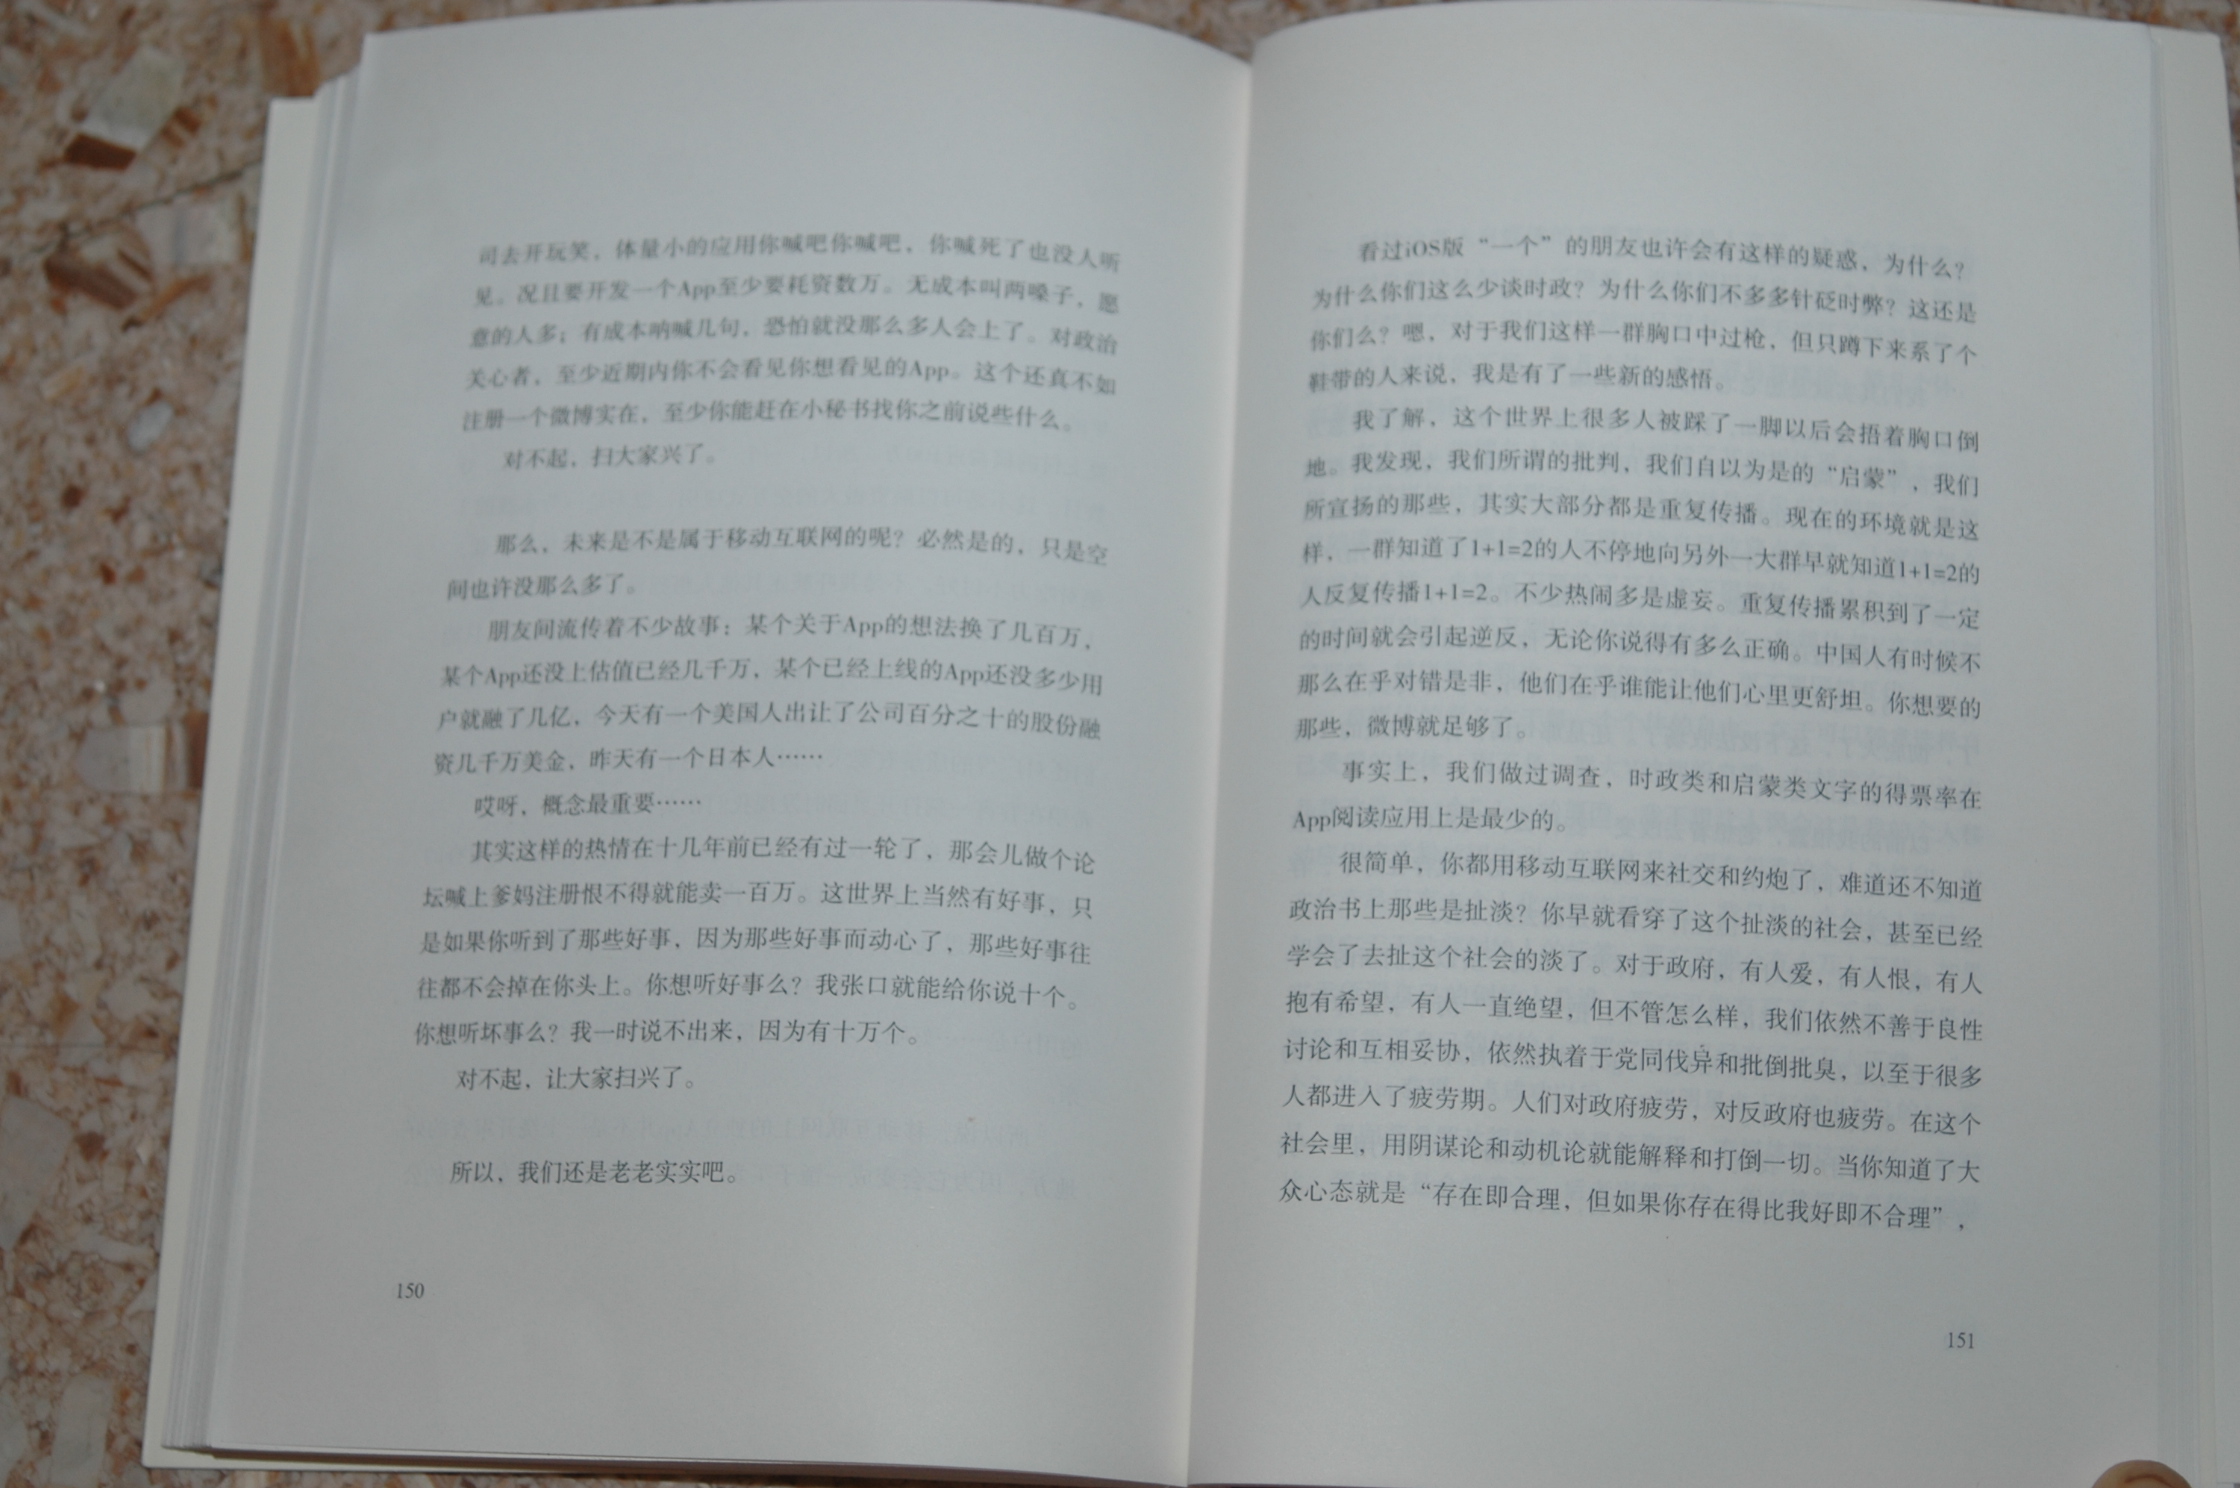 司去开玩笑，体量小的应用你喊吧你喊吧，你喊死了也没人听
见。况且要开发一个App至少要耗资数万。无成本叫两嗓子，愿
意的人多；有成本呐喊几句，恐怕就没那么多人会上了。对政治
关心者，至少近期内你不会看见你想看见的App。这个还真不如
注册一个微博实在，至少你能赶在小秘书找你之前说些什么。
对不起，扫大家兴了。
那么，未来是不是属于移动互联网的呢？必然是的，只是空
间也许没那么多了。
朋友间流传着不少故事：某个关于App的想法换了几百万，
某个App还没上估值已经几千万，某个已经上线的App还没多少用
户就融了几亿，今天有一个美国人出让了公司百分之十的股份融
资几千万美金，昨天有一个日本人……
哎呀，概念最重要……
其实这样的热情在十几年前已经有过一轮了，那会儿做个论
坛喊上爹妈注册恨不得就能卖一百万。这世界上当然有好事，只
是如果你听到了那些好事，因为那些好事而动心了，那些好事往
往都不会掉在你头上。你想听好事么？我张口就能给你说十个。
你想听坏事么？我一时说不出来，因为有十万个。
对不起，让大家扫兴了。
所以，我们还是老老实实吧。
150
看过iOS版“一个”的朋友也许会有这样的疑惑，为什么？
为什么你们这么少谈时政？为什么你们不多多针砭时弊？这还是
你们么？嗯，对于我们这样一群胸口中过枪，但只蹲下来系了个
鞋带的人来说，我是有了一些新的感悟。
我了解，这个世界上很多人被踩了一脚以后会捂着胸口倒
地。我发现，我们所谓的批判，我们自以为是的“启蒙”，我们
所宣扬的那些，其实大部分都是重复传播。现在的环境就是这
样，一群知道了1+1=2的人不停地向另外一大群早就知道1+1=2的
人反复传播1+1=2。不少热闹多是虚妄。重复传播累积到了一定
的时间就会引起逆反，无论你说得有多么正确。中国人有时候不
那么在乎对错是非，他们在乎谁能让他们心里更舒坦。你想要的
那些，微博就足够了。
事实上，我们做过调查，时政类和启蒙类文字的得票率在
App阅读应用上是最少的。
很简单，你都用移动互联网来社交和约炮了，难道还不知道
政治书上那些是扯淡？你早就看穿了这个扯淡的社会，甚至已经
学会了去扯这个社会的淡了。对于政府，有人爱，有人恨，有人
抱有希望，有人一直绝望，但不管怎么样，我们依然不善于良性
讨论和互相妥协，依然执着于党同伐异和批倒批臭，以至于很多
人都进入了疲劳期。人们对政府疲劳，对反政府也疲劳。在这个
社会里，用阴谋论和动机论就能解释和打倒一切。当你知道了大
众心态就是“存在即合理，但如果你存在得比我好即不合理”，
151